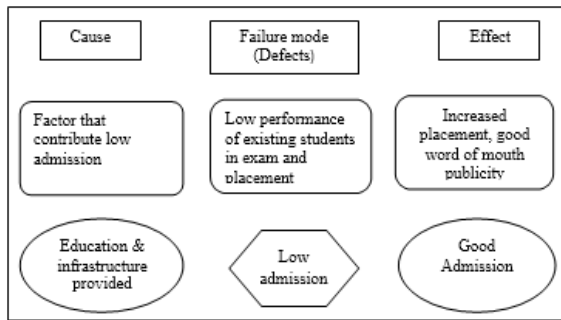 Cause
Failure mode
(Defects)
Effect
Factor that
contribute low
admission
Low performance
of existing students
in exam and
placement
Increased
placement, good
word of mouth
publicity
Education &
infrastructure
provided
Low
admission
Good
Admission